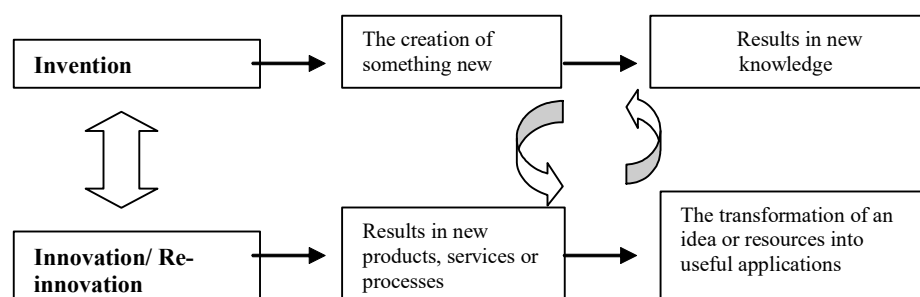 Invention
The creation of
something new
Results in new
knowledge
Innovation/ Re-
innovation
Results in new
products, services or
processes
The transformation of an
idea or resources into
useful applications